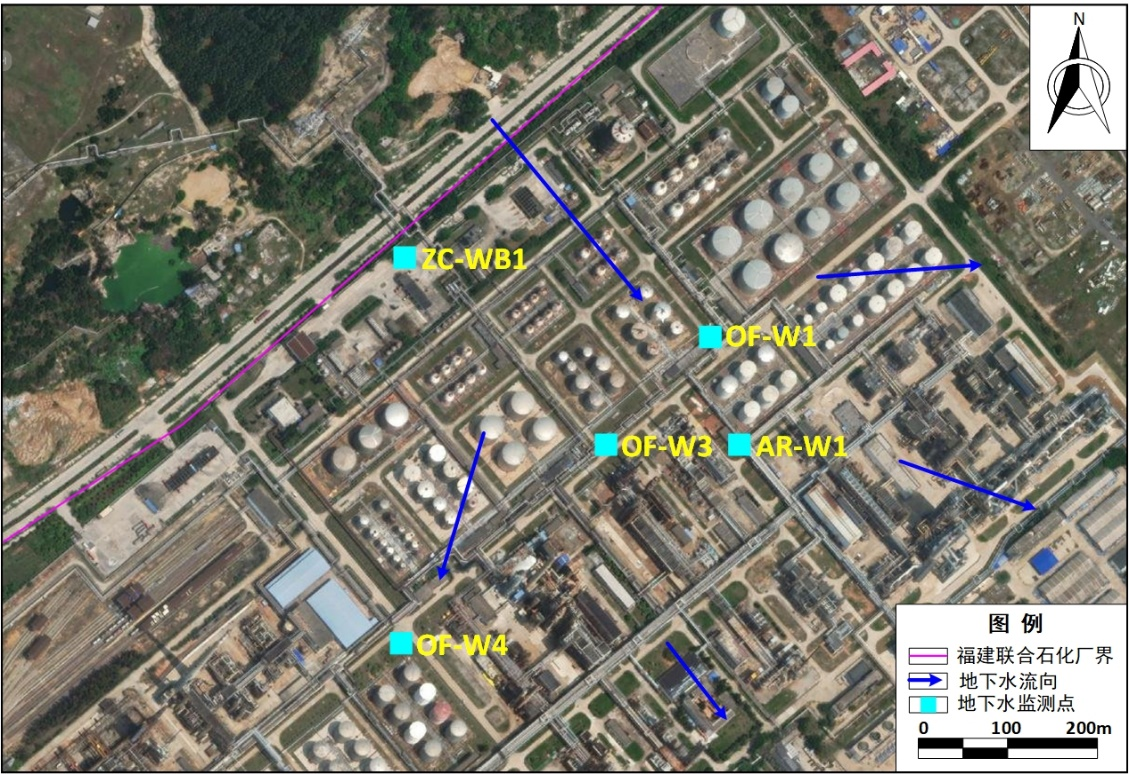 N
ZC-WB1
OF-W1
OF-W3
AR-W1
OF-W4
图 例
福建联合石化厂界
地下水流向
地下水监测点
0 100 200m